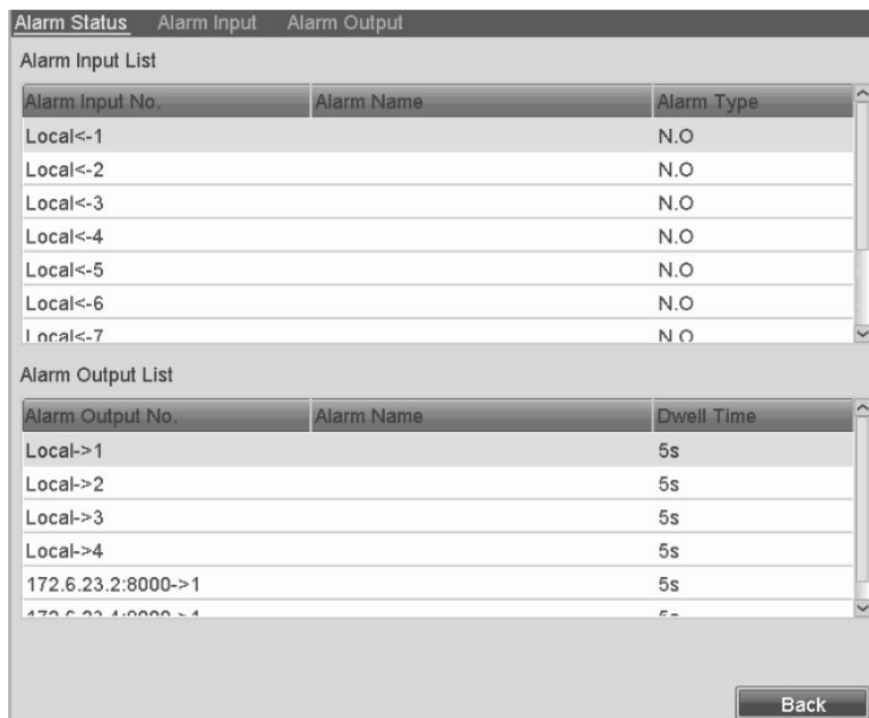 Alarm Status Alarm Input Alarm Output
Alarm Input List
Alarm Input No. Alarm Name Alarm Type
Local<-1 N.O
Local<-2 N.O
Local<-3 N.O
Local<-4 N.O
Local<-5 N.O
Local<-6 N.O
Local<-7 N.O
Alarm Output List
Alarm Output No. Alarm Name Dwell Time
Local->1 5s
Local->2 5s
Local->3 5s
Local->4 5s
172.6.23.2:8000->1 5s
Back